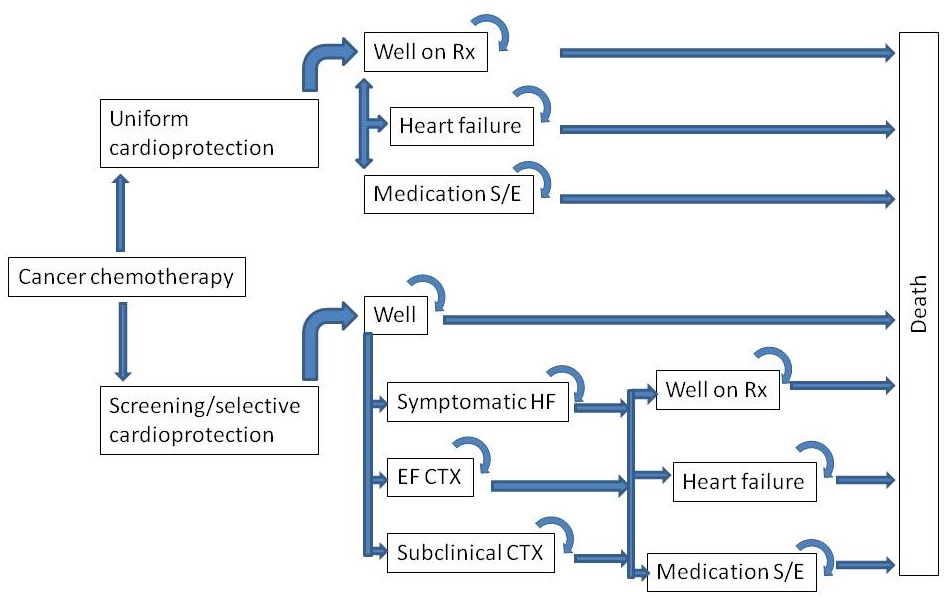 Well on Rx
Uniform
cardioprotection
Heart failure
Medication S/E
Cancer chemotherapy
Death
Well
Screening/selective
cardioprotection
Symptomatic HF
Well on Rx
EF CTX
Heart failure
Subclinical CTX
Medication S/E